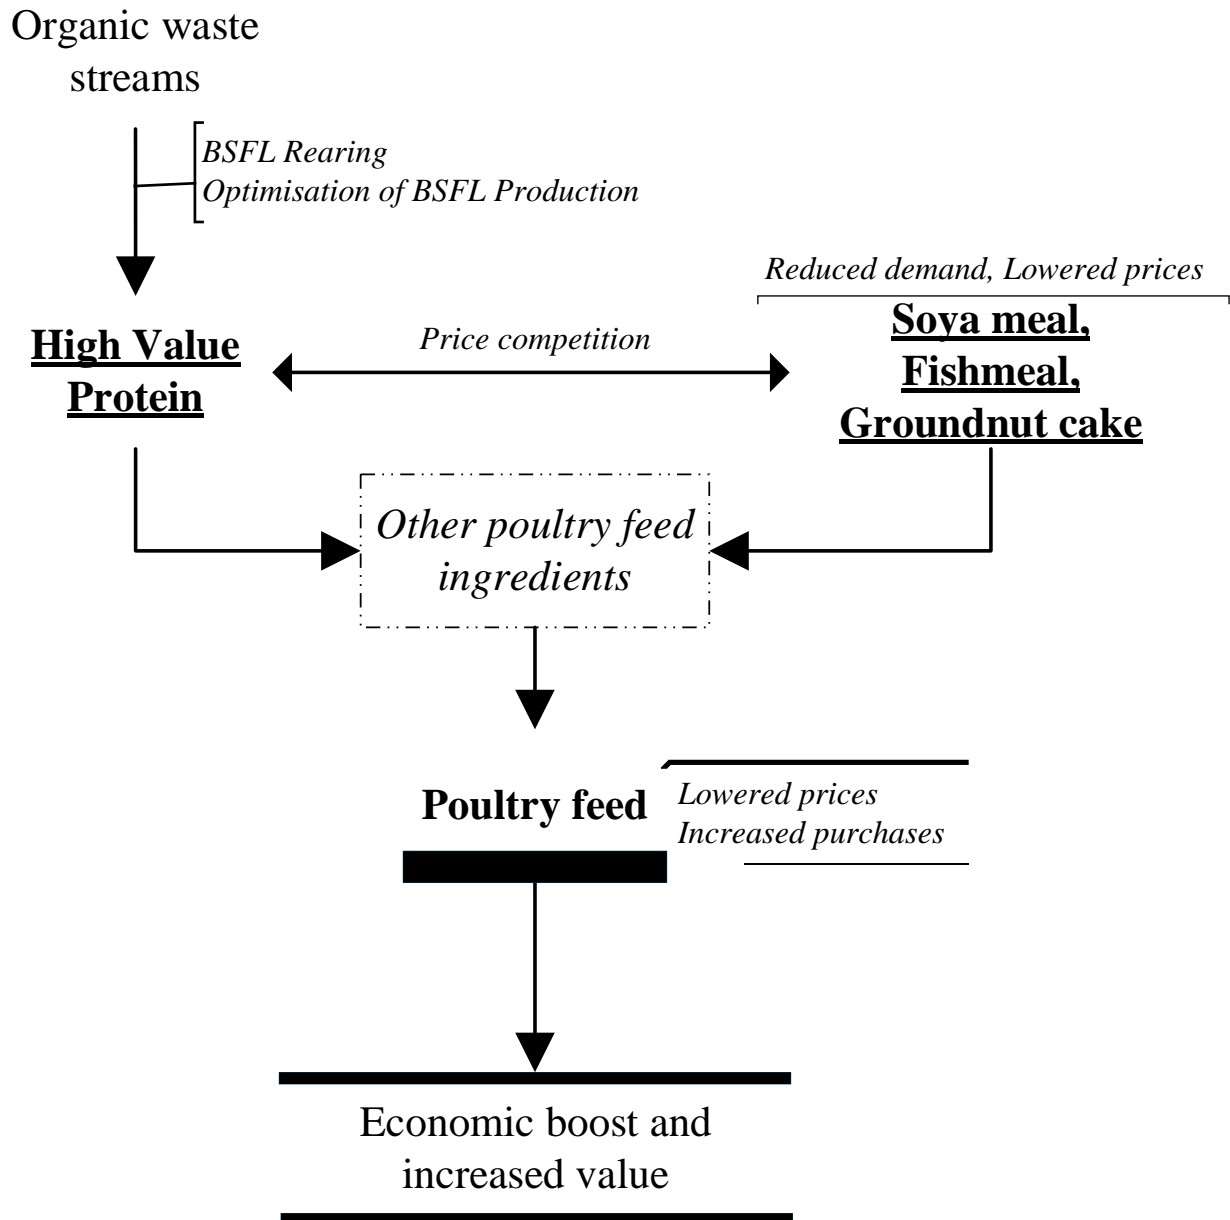 Organic waste
streams
BSFL Rearing
Optimisation of BSFL Production
Reduced demand, Lowered prices
High Value
Protein
Price competition
Soya meal,
Fishmeal,
Groundnut cake
Other poultry feed
ingredients
Poultry feed
Lowered prices
Increased purchases
Economic boost and
increased value